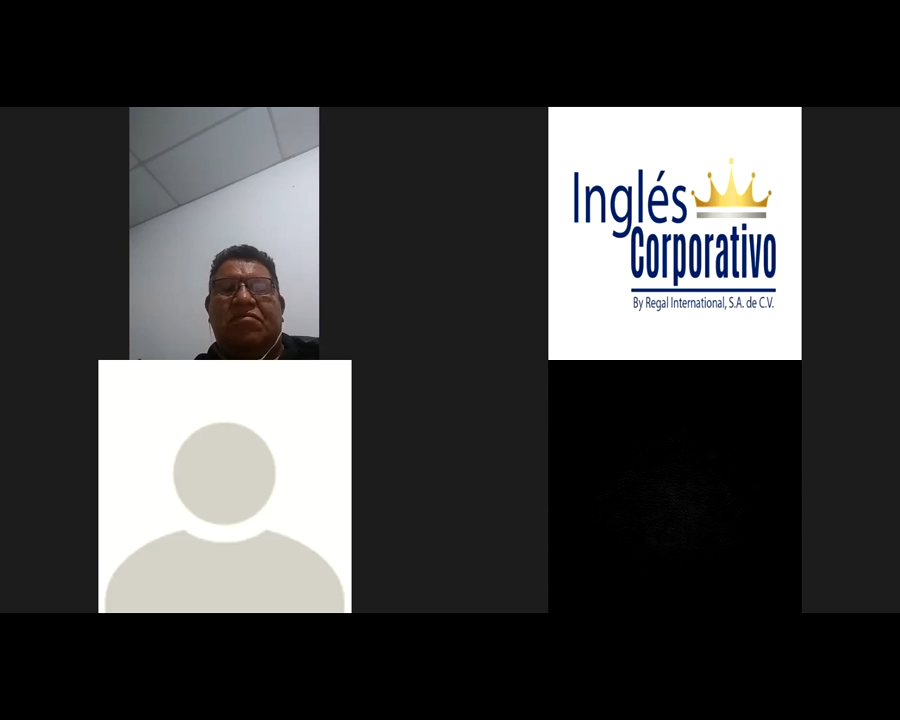 Inglés
Corporativo
By Regal International, S.A. de C.V.